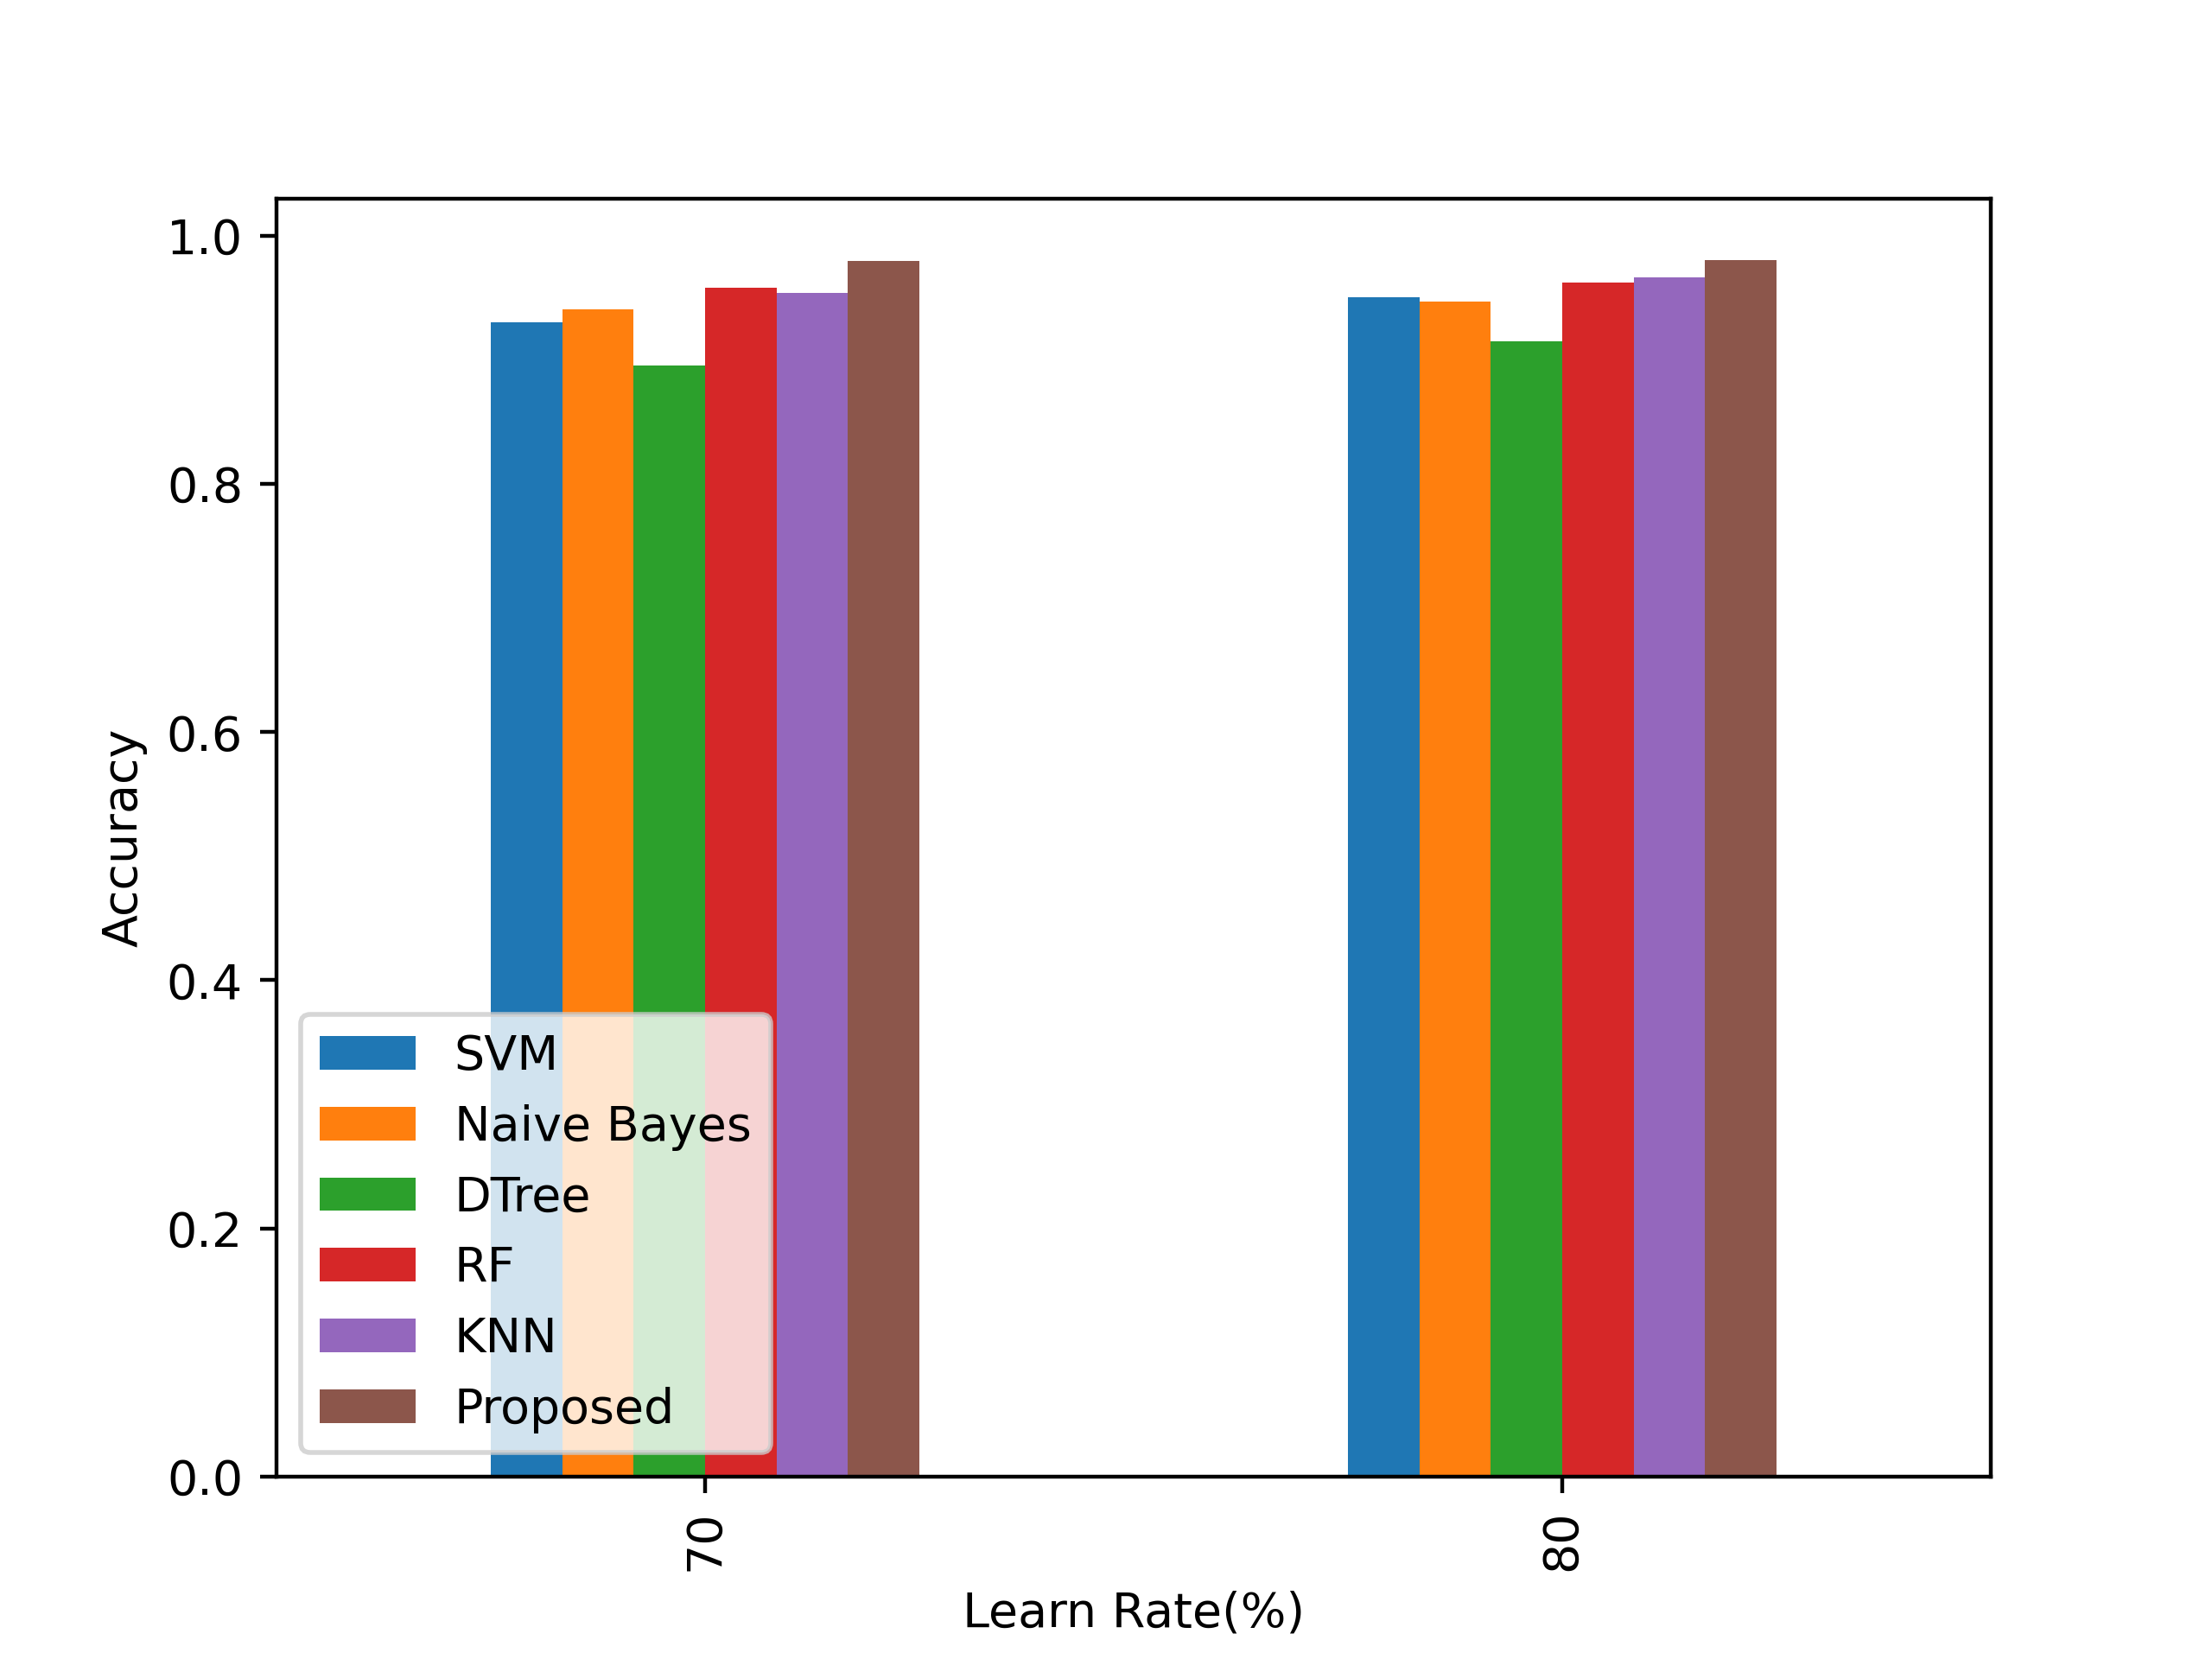 1.0
0.8
0.6
0.4
0.2
0.0
Accuracy
SVM
Naive Bayes
DTree
RF
KNN
Proposed
70
80
Learn Rate(%)